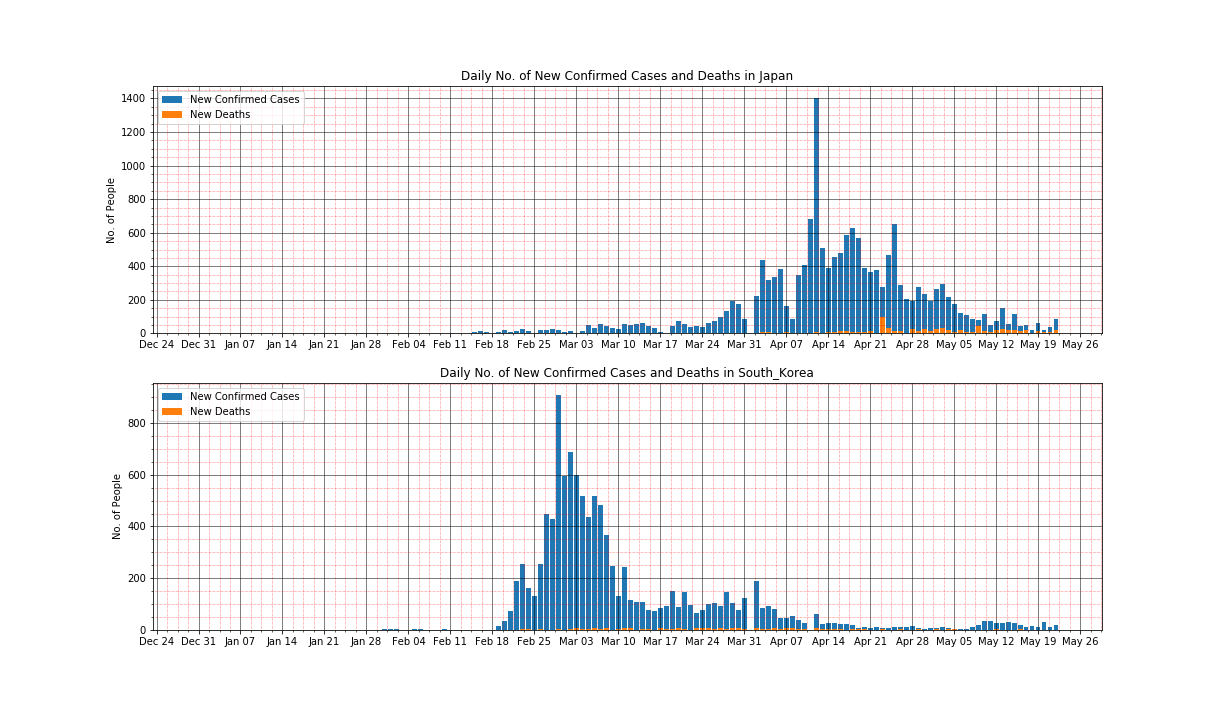 Daily No. of New Confirmed Cases and Deaths in Japan
New Confirmed Cases
New Deaths
No. of People
1400
1200
1000
800
600
400
200
0
Dec 24 Dec 31 Jan 07 Jan 14 Jan 21 Jan 28 Feb 04 Feb 11 Feb 18 Feb 25 Mar 03 Mar 10 Mar 17 Mar 24 Mar 31 Apr 07 Apr 14 Apr 21 Apr 28 May 05 May 12 May 19 May 26
Daily No. of New Confirmed Cases and Deaths in South_Korea
New Confirmed Cases
New Deaths
No. of People
800
600
400
200
0
Dec 24 Dec 31 Jan 07 Jan 14 Jan 21 Jan 28 Feb 04 Feb 11 Feb 18 Feb 25 Mar 03 Mar 10 Mar 17 Mar 24 Mar 31 Apr 07 Apr 14 Apr 21 Apr 28 May 05 May 12 May 19 May 26